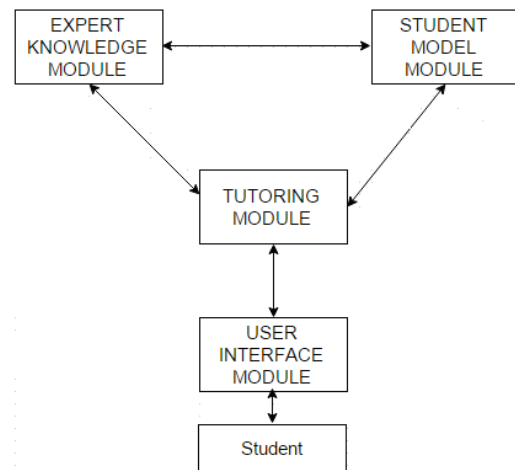 EXPERT
KNOWLEDGE
MODULE
STUDENT
MODEL
MODULE
TUTORING
MODULE
USER
INTERFACE
MODULE
Student